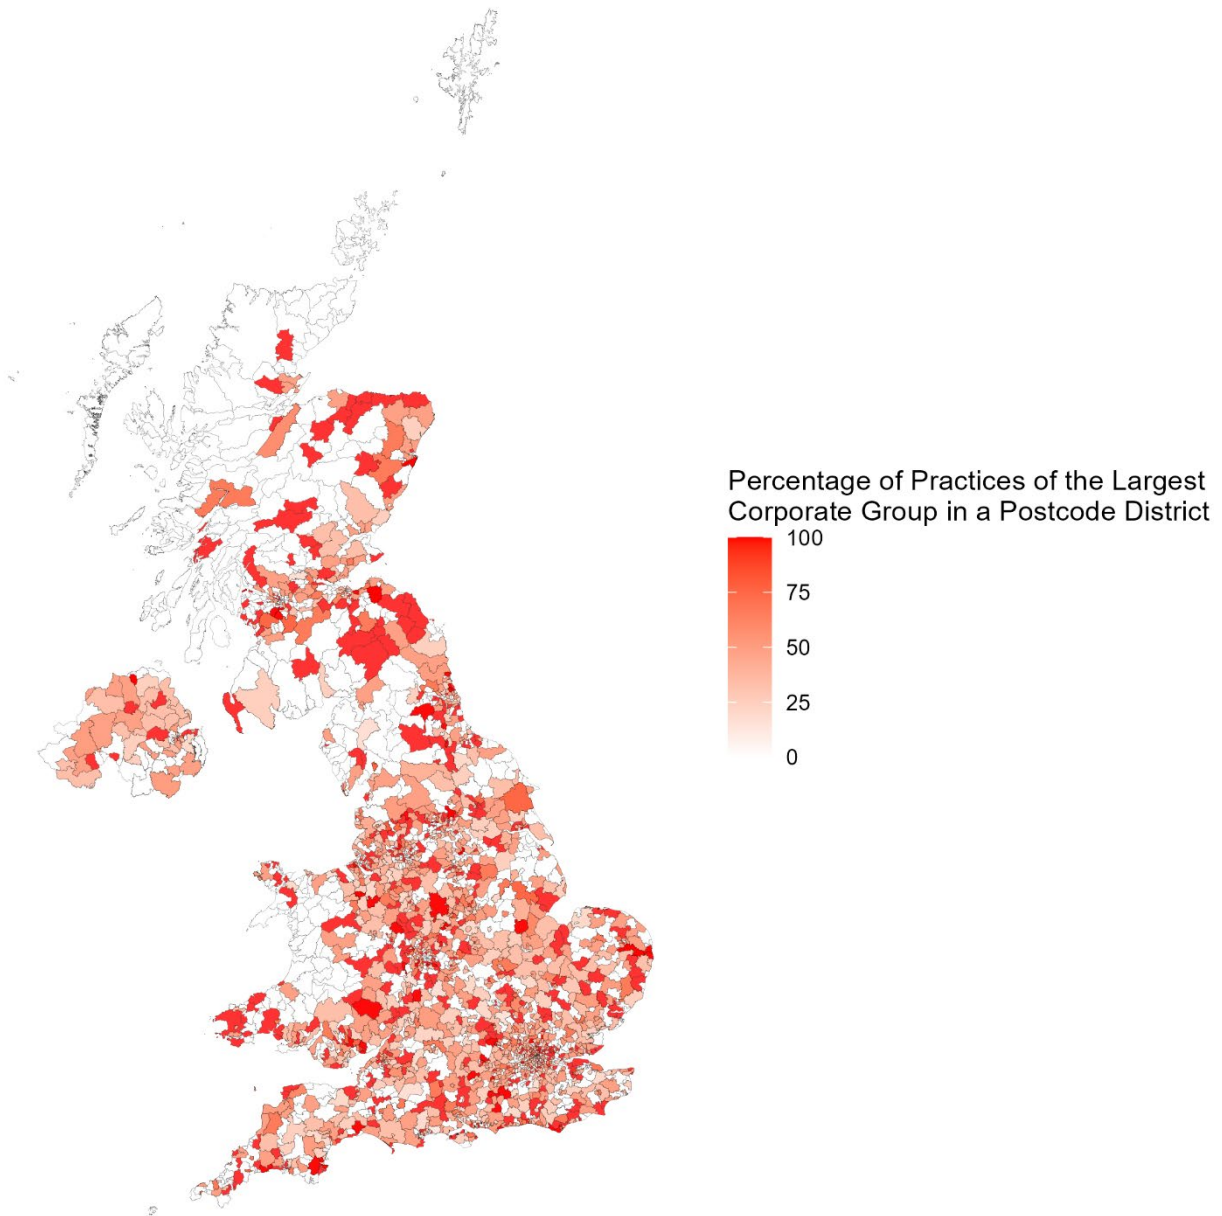 Percentage of Practices of the Largest
Corporate Group in a Postcode District
100
75
50
25
0